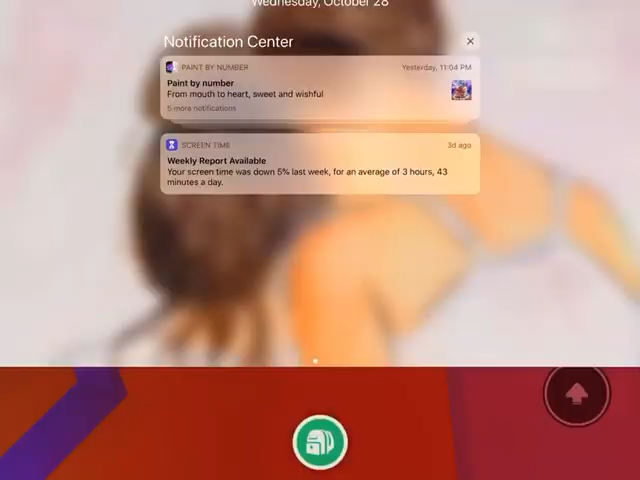 Wednesday, October 28
Notification Center
PAINT BY NUMBER
Yesterday, 11:04 PM
Paint by number
From mouth to heart, sweet and wishful
5 more notifications
SCREEN TIME
3d ago
Weekly Report Available
Your screen time was down 5% last week, for an average of 3 hours, 43
minutes a day.